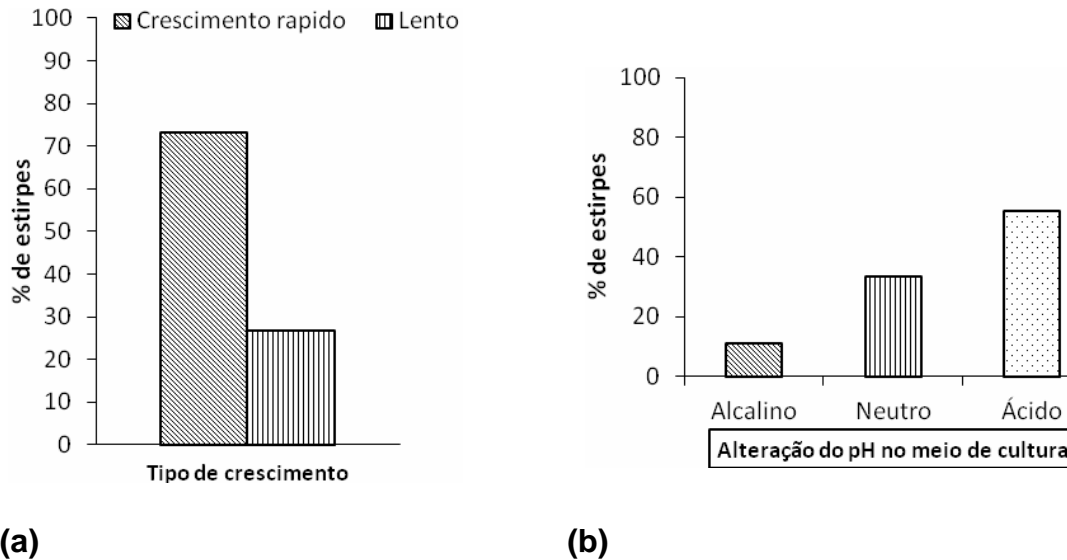 100
90
80
70
60
50
40
30
20
10
0
% de estirpes
Crescimento rapido Lento
Tipo de crescimento
(a)
100
80
60
40
20
0
% de estirpes
Alcalino Neutro Ácido
Alteração do pH no meio de cultura
(b)